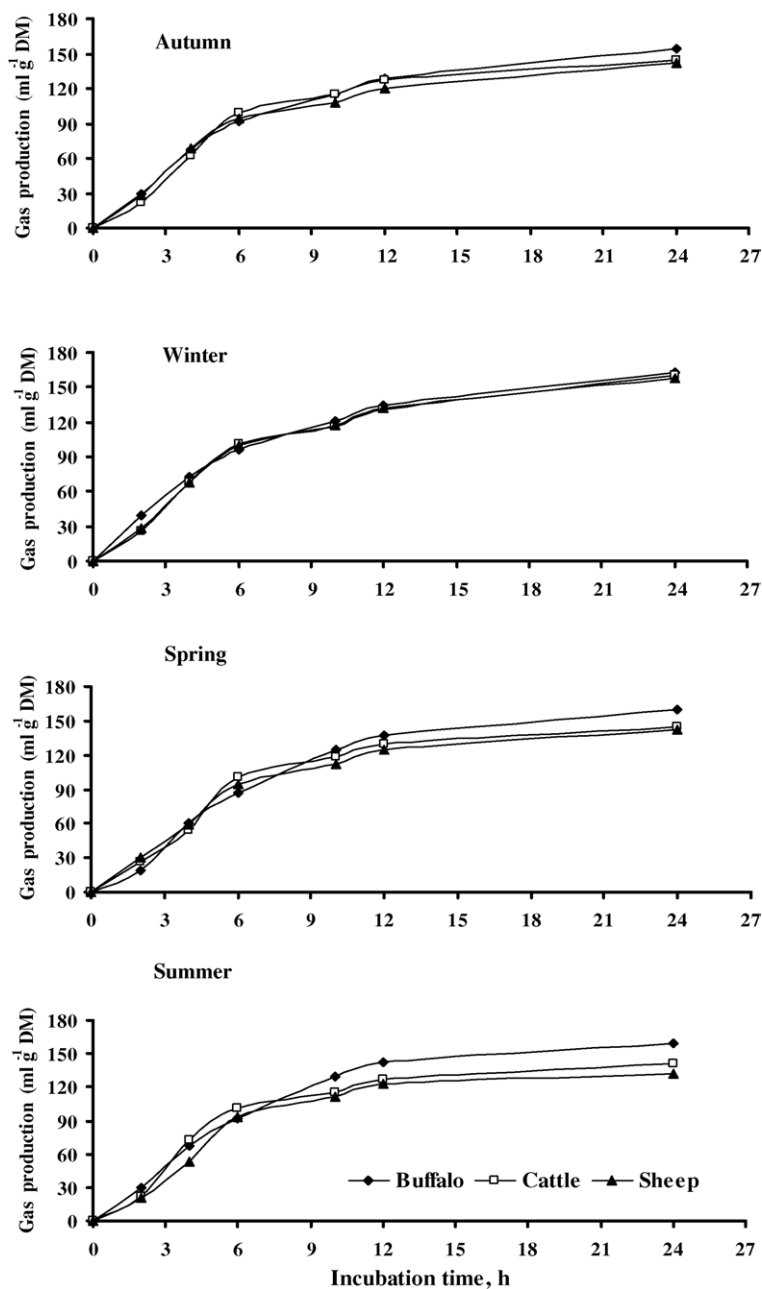 Autumn
Gas production (ml g⁻¹ DM)
180
150
120
90
60
30
0
0 3 6 9 12 15 18 21 24 27
Winter
Gas production (ml g⁻¹ DM)
180
150
120
90
60
30
0
0 3 6 9 12 15 18 21 24 27
Spring
Gas production (ml g⁻¹ DM)
180
150
120
90
60
30
0
0 3 6 9 12 15 18 21 24 27
Summer
Gas production (ml g⁻¹ DM)
180
150
120
90
60
30
0
Buffalo Cattle Sheep
0 3 6 9 12 15 18 21 24 27
Incubation time, h